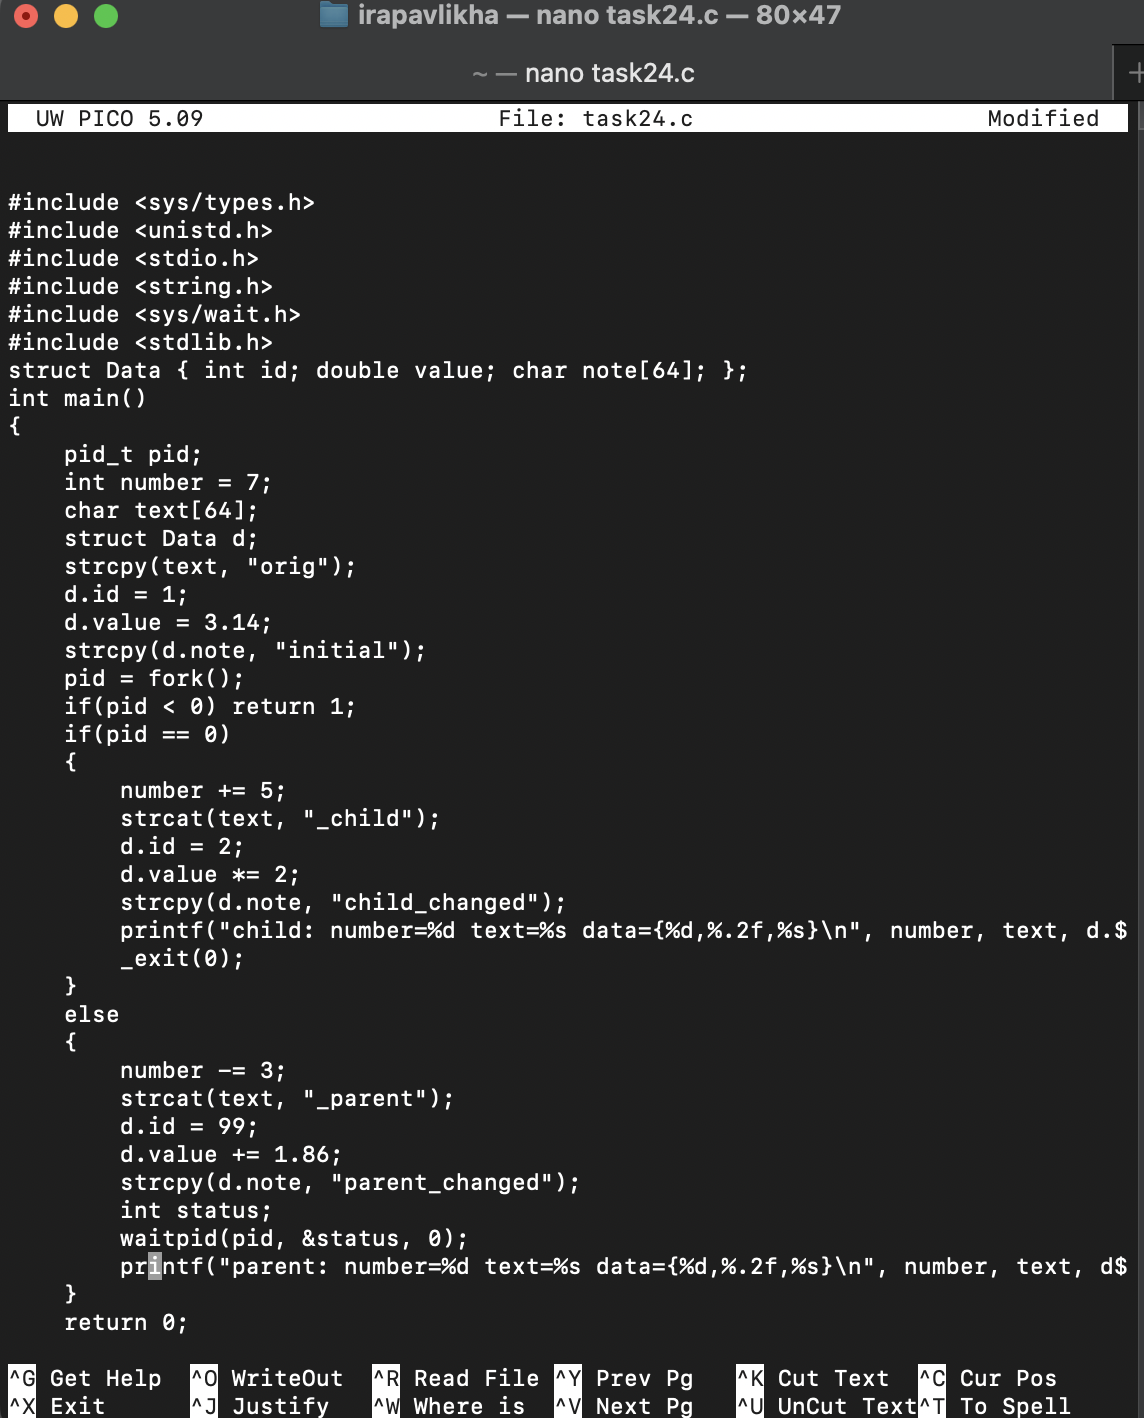 irapavlikha — nano task24.c — 80×47
~ — nano task24.c
+
UW PICO 5.09 File: task24.c Modified
#include <sys/types.h>
#include <unistd.h>
#include <stdio.h>
#include <string.h>
#include <sys/wait.h>
#include <stdlib.h>
struct Data { int id; double value; char note[64]; };
int main()
{
    pid_t pid;
    int number = 7;
    char text[64];
    struct Data d;
    strcpy(text, "orig");
    d.id = 1;
    d.value = 3.14;
    strcpy(d.note, "initial");
    pid = fork();
    if(pid < 0) return 1;
    if(pid == 0)
    {
        number += 5;
        strcat(text, "_child");
        d.id = 2;
        d.value *= 2;
        strcpy(d.note, "child_changed");
        printf("child: number=%d text=%s data={%d,%.2f,%s}\n", number, text, d.$
        _exit(0);
    }
    else
    {
        number -= 3;
        strcat(text, "_parent");
        d.id = 99;
        d.value += 1.86;
        strcpy(d.note, "parent_changed");
        int status;
        waitpid(pid, &status, 0);
        printf("parent: number=%d text=%s data={%d,%.2f,%s}\n", number, text, d$
    }
    return 0;
^G Get Help ^O WriteOut ^R Read File ^Y Prev Pg ^K Cut Text ^C Cur Pos
^X Exit ^J Justify ^W Where is ^V Next Pg ^U UnCut Text ^T To Spell